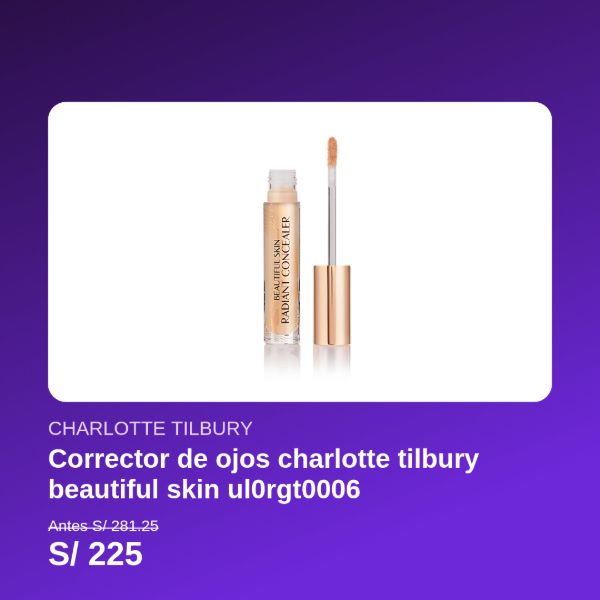 BEAUTIFUL SKIN
RADIANT CONCEALER
CHARLOTTE TILBURY
Corrector de ojos charlotte tilbury
beautiful skin ul0rgt0006
Antes S/ 281.25
S/ 225